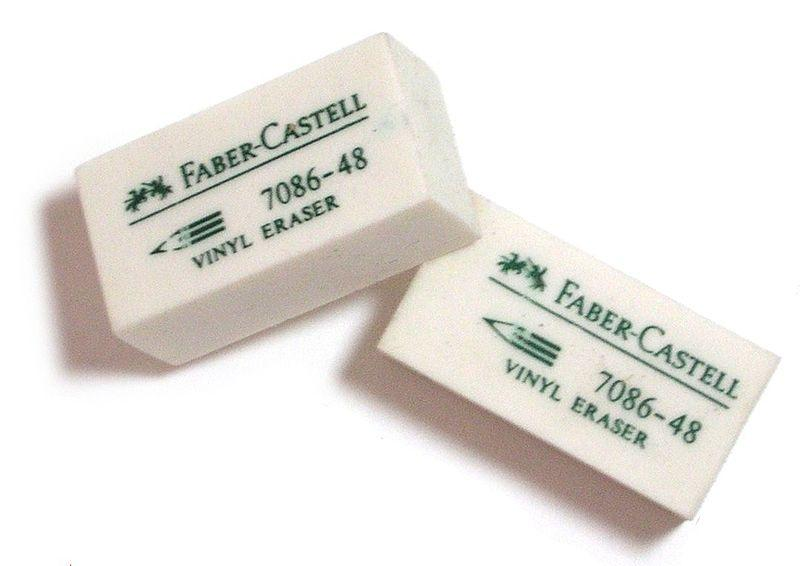 FABER-CASTELL
7086-48
VINYL ERASER
FABER-CASTELL
7086-48
VINYL ERASER